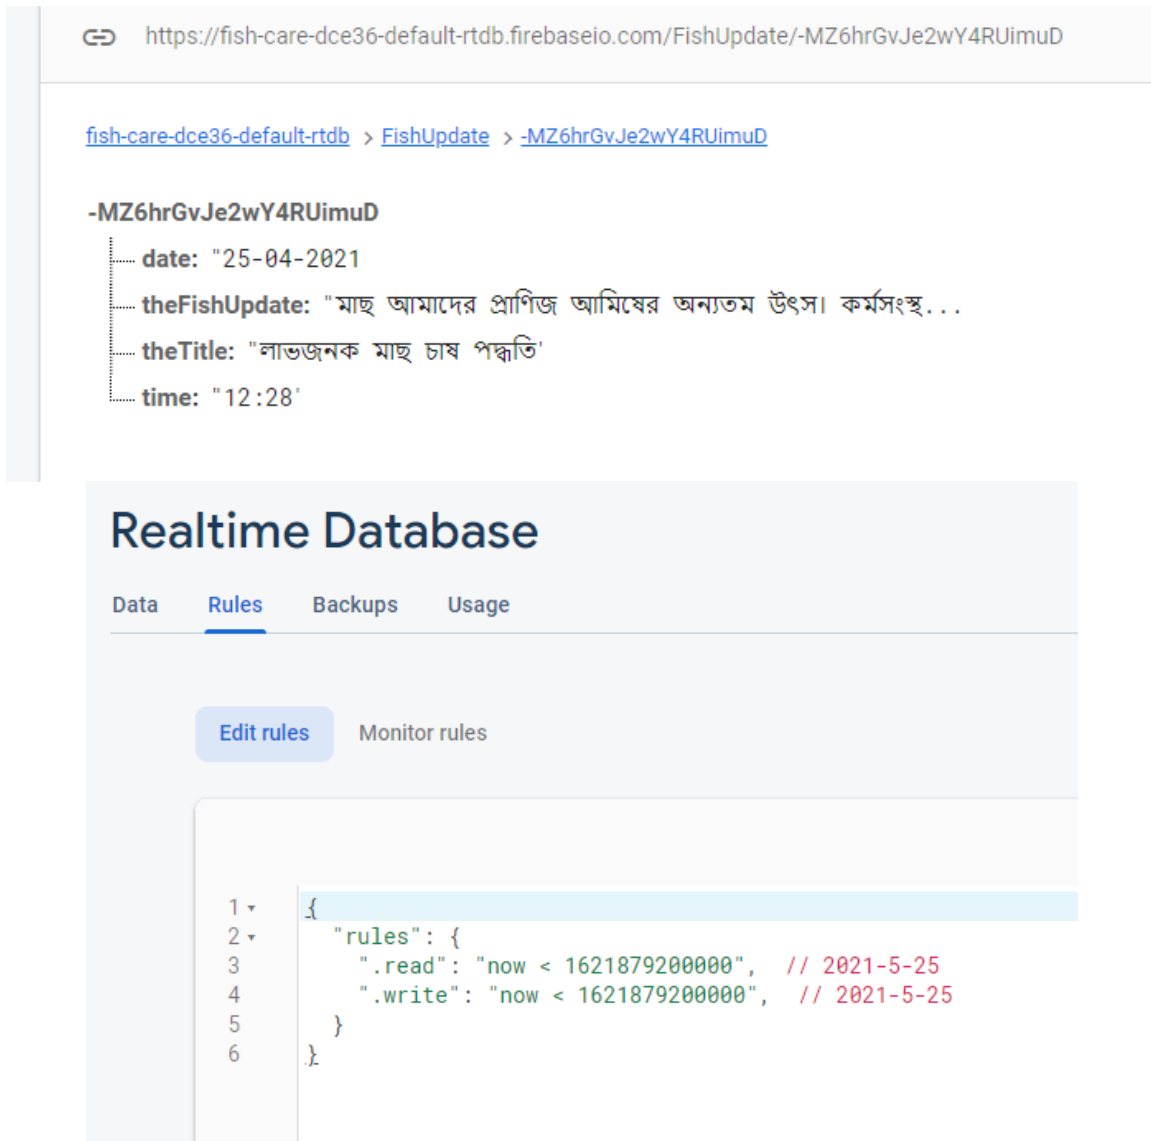 https://fish-care-dce36-default-rtdb.firebaseio.com/FishUpdate/-MZ6hrGvJe2wY4RUimuD
fish-care-dce36-default-rtdb > FishUpdate > -MZ6hrGvJe2wY4RUimuD
-MZ6hrGvJe2wY4RUimuD
date: "25-04-2021
theFishUpdate: "মাছ আমাদের প্রাণিজ আমিষের অন্যতম উৎস। কর্মসংস্থ...
theTitle: "লাভজনক মাছ চাষ পদ্ধতি'
time: "12:28'
Realtime Database
Data Rules Backups Usage
Edit rules Monitor rules
1 {
2 "rules": {
3 ".read": "now < 1621879200000", // 2021-5-25
4 ".write": "now < 1621879200000", // 2021-5-25
5 }
6 }